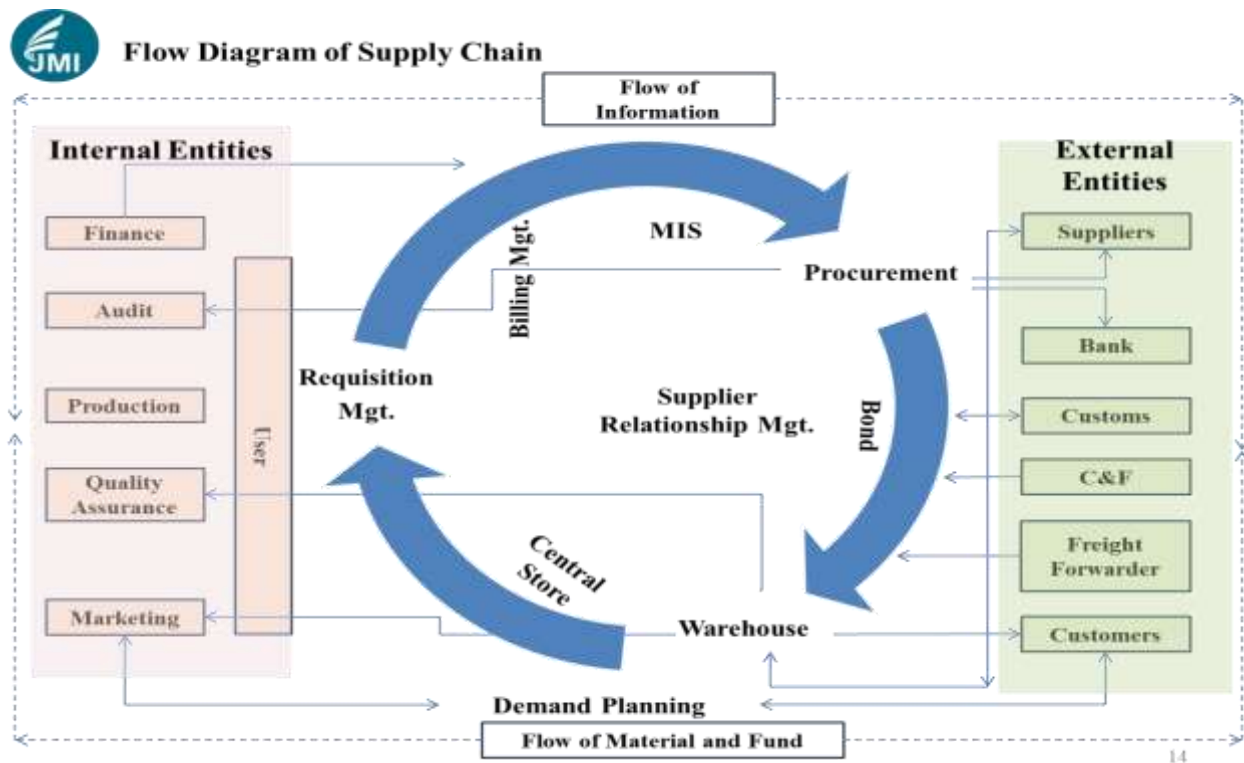 JMI
Flow Diagram of Supply Chain
Flow of
Information
Internal Entities
External
Entities
Finance
Audit
Production
Quality
Assurance
Marketing
User
Requisition
Mgt.
Billing Mgt.
MIS
Procurement
Supplier
Relationship Mgt.
Bond
Central
Store
Warehouse
Demand Planning
Suppliers
Bank
Customs
C&F
Freight
Forwarder
Customers
Flow of Material and Fund
14